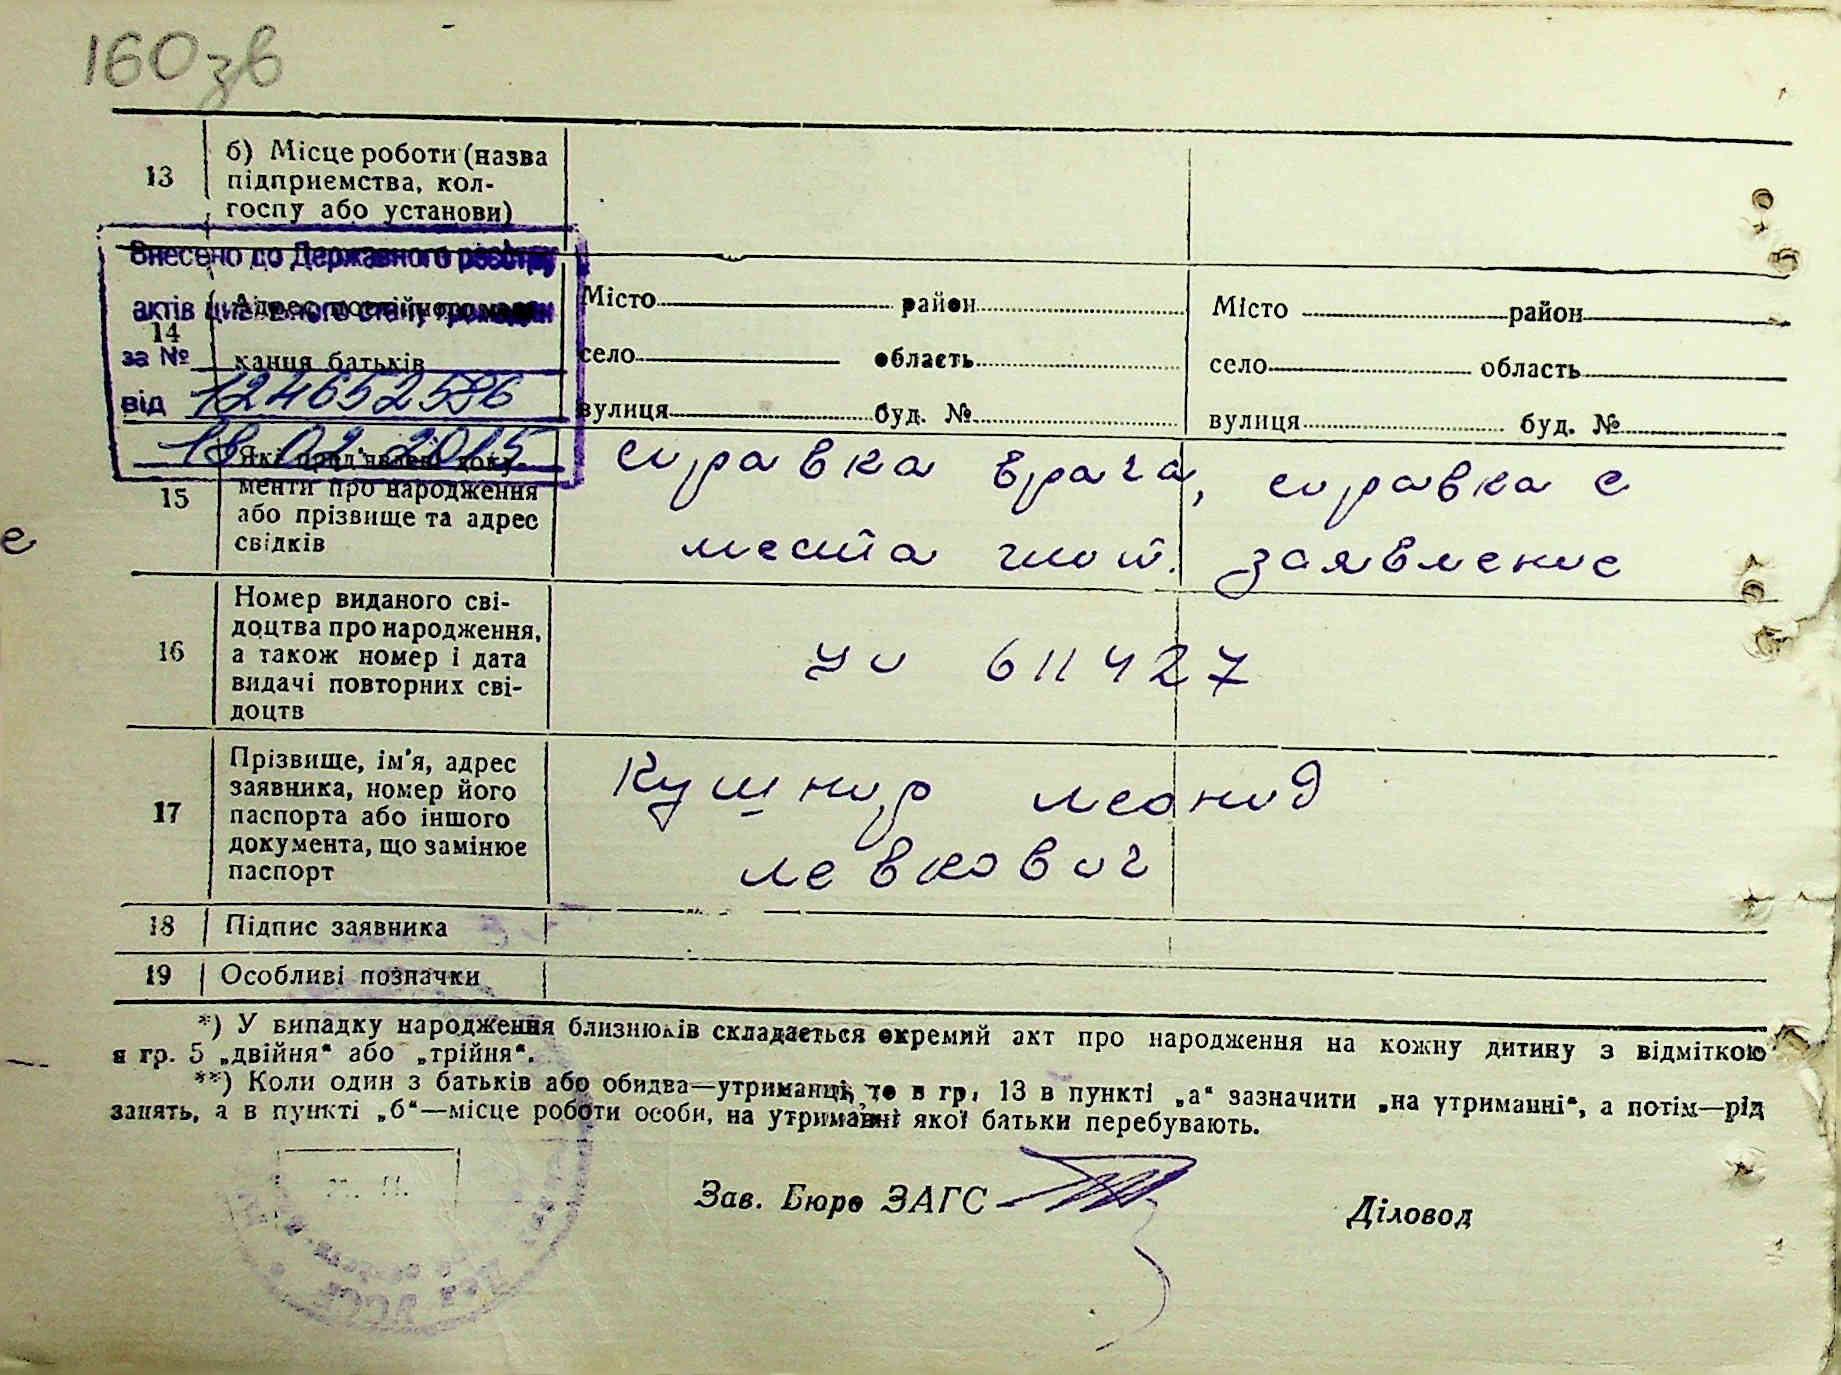 160зв
13
б) Місце роботи (назва
підприємства, кол-
госпу або установи)
Внесено до Державного реєстру
актів цивільного стану громадян
за №
від 124652586
18 02 2015
14
Адрес постійного
канця батьків
Місто район
село область
вулиця буд. №
Місто район
село область
вулиця буд. №
15
Які пред'явлені доку-
менти про народження
або прізвище та адрес
свідків
справка врача, справка с
места жит. заявление
16
Номер виданого сві-
доцтва про народження,
а також номер і дата
видачі повторних сві-
доцтв
611427
17
Прізвище, ім'я, адрес
заявника, номер його
паспорта або іншого
документа, що замінює
паспорт
Кушнир Леонид
Левкович
18 Підпис заявника
19 Особливі позначки
*) У випадку народження близнюків складається окремий акт про народження на кожну дитину з відміткою
в гр. 5 „двійня“ або „трійня“.
**) Коли один з батьків або обидва—утриманці, то в гр. 13 в пункті „а“ зазначити „на утриманні“, а потім—рід
занять, а в пункті „б“—місце роботи особи, на утриманні якої батьки перебувають.
Зав. Бюро ЗАГС
Діловод
УССР